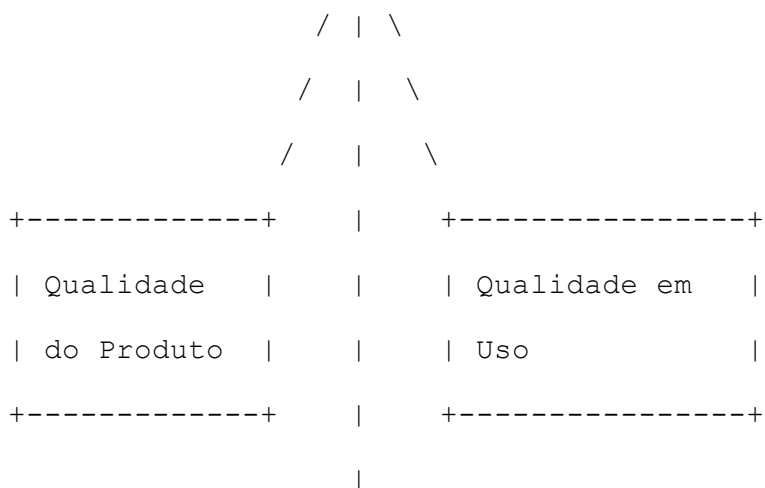 / | \
/ | \
/ | \
+-------------+ | +---------------+
| Qualidade | | | Qualidade em |
| do Produto | | | Uso |
+-------------+ | +---------------+
|